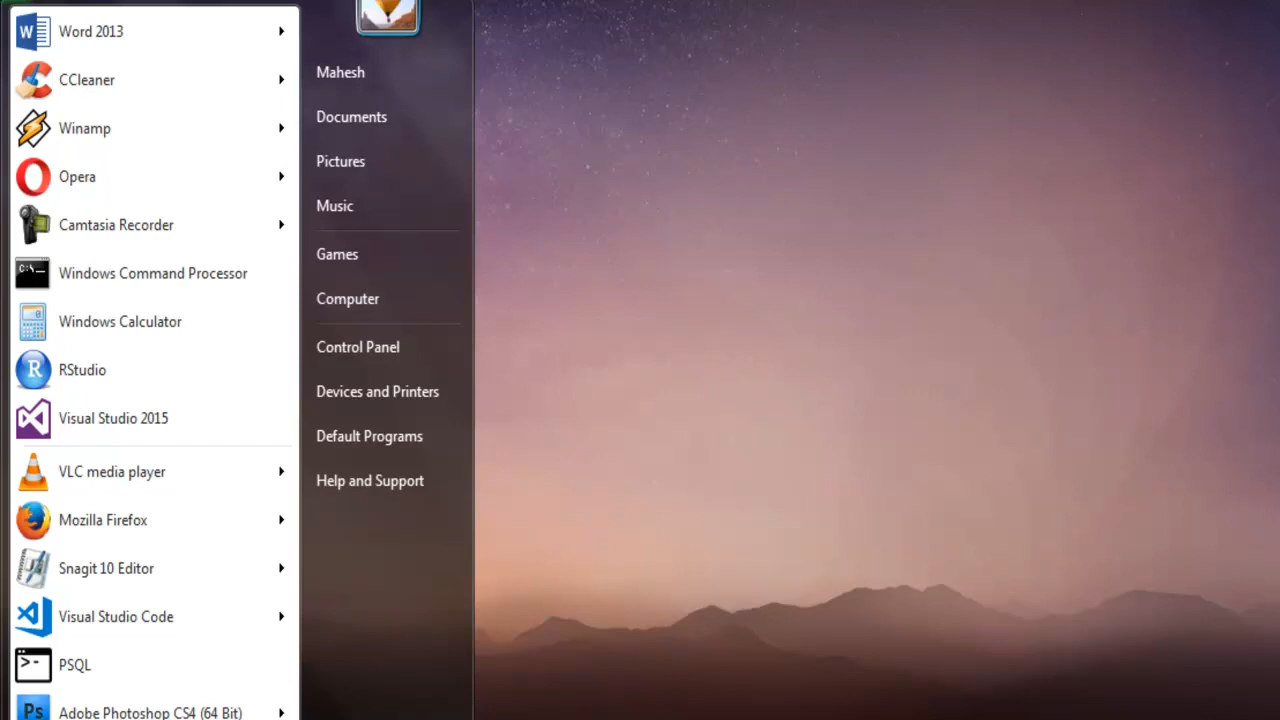 Word 2013
CCleaner
Winamp
Opera
Camtasia Recorder
C:\_
Windows Command Processor
Windows Calculator
R
RStudio
Visual Studio 2015
VLC media player
Mozilla Firefox
Snagit 10 Editor
Visual Studio Code
>-
PSQL
Ps
Adobe Photoshop CS4 (64 Bit)
Mahesh
Documents
Pictures
Music
Games
Computer
Control Panel
Devices and Printers
Default Programs
Help and Support